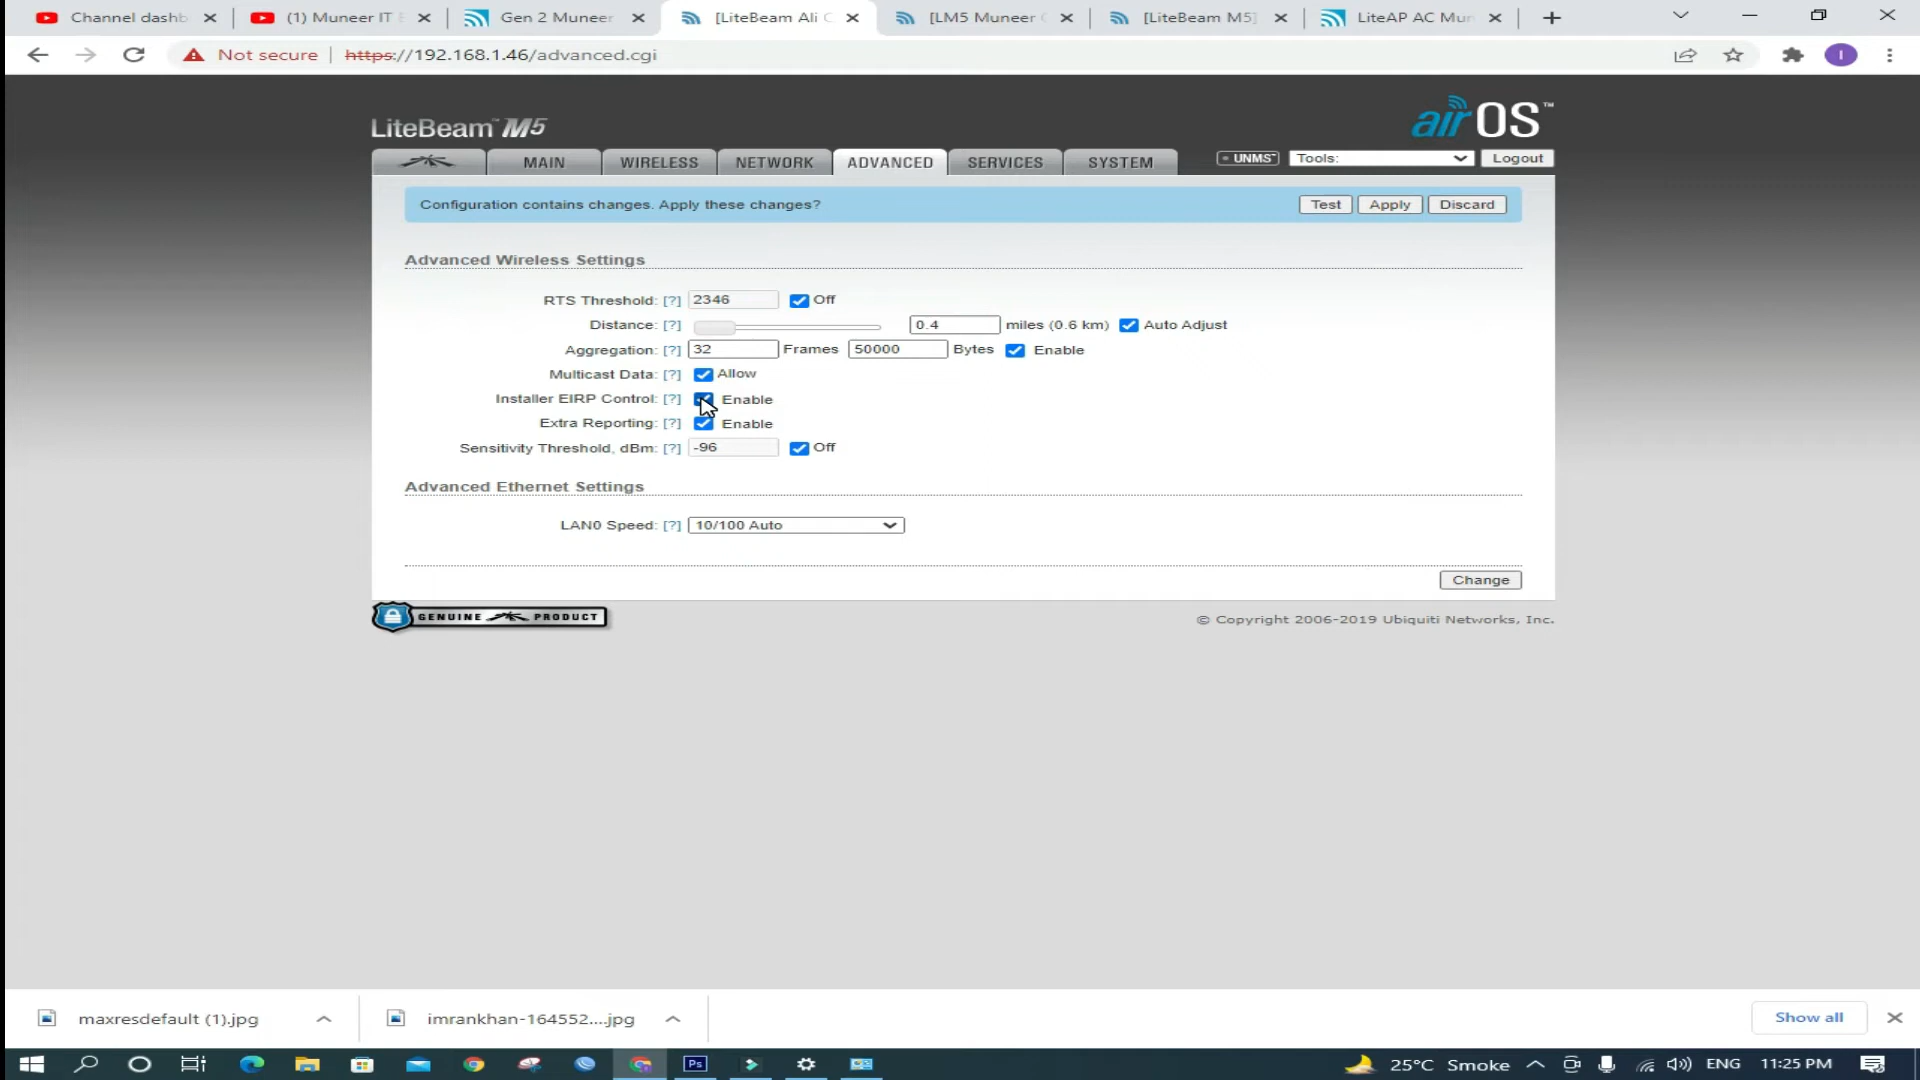 Channel dashb
(1) Muneer IT E
Gen 2 Muneer
[LiteBeam Ali C
[LM5 Muneer C
[LiteBeam M5]
LiteAP AC Mun
Not secure | https://192.168.1.46/advanced.cgi
LiteBeam™ M5
airOS™
MAIN WIRELESS NETWORK ADVANCED SERVICES SYSTEM
UNMS™ Tools: Logout
Configuration contains changes. Apply these changes? Test Apply Discard
Advanced Wireless Settings
RTS Threshold: [?] 2346 Off
Distance: [?] 0.4 miles (0.6 km) Auto Adjust
Aggregation: [?] 32 Frames 50000 Bytes Enable
Multicast Data: [?] Allow
Installer EIRP Control: [?] Enable
Extra Reporting: [?] Enable
Sensitivity Threshold, dBm: [?] -96 Off
Advanced Ethernet Settings
LAN0 Speed: [?] 10/100 Auto
Change
GENUINE PRODUCT
© Copyright 2006-2019 Ubiquiti Networks, Inc.
maxresdefault (1).jpg
imrankhan-164552....jpg
Show all
Ps
25°C Smoke ENG 11:25 PM